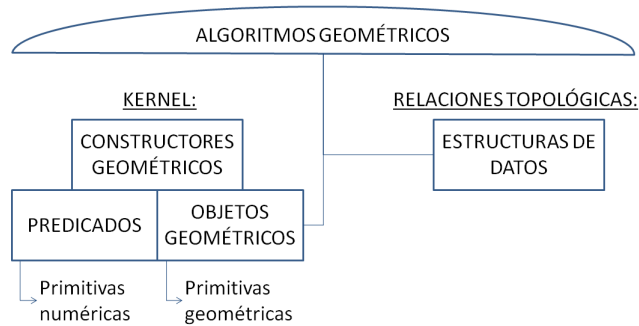 ALGORITMOS GEOMÉTRICOS
KERNEL:
CONSTRUCTORES
GEOMÉTRICOS
PREDICADOS
OBJETOS
GEOMÉTRICOS
Primitivas
numéricas
Primitivas
geométricas
RELACIONES TOPOLÓGICAS:
ESTRUCTURAS DE
DATOS